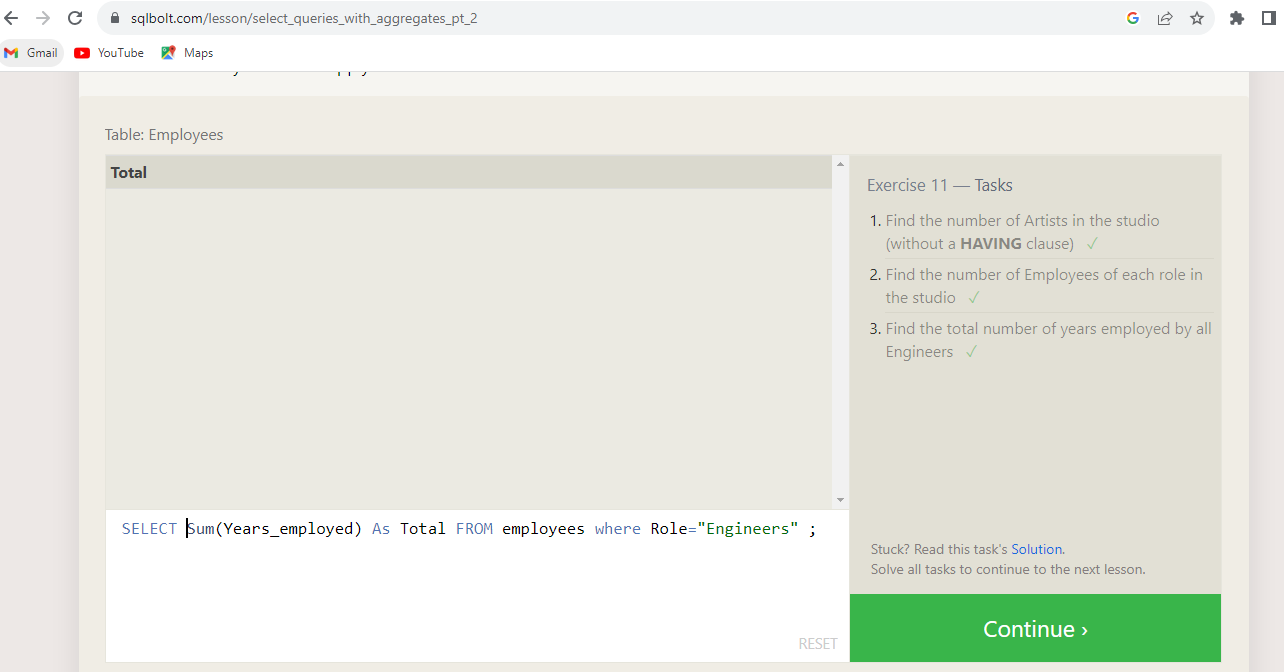 sqlbolt.com/lesson/select_queries_with_aggregates_pt_2
Gmail YouTube Maps
Table: Employees
Total
Exercise 11 — Tasks
1. Find the number of Artists in the studio
(without a HAVING clause) ✓
2. Find the number of Employees of each role in
the studio ✓
3. Find the total number of years employed by all
Engineers ✓
SELECT Sum(Years_employed) As Total FROM employees where Role="Engineers" ;
RESET
Stuck? Read this task's Solution.
Solve all tasks to continue to the next lesson.
Continue ›